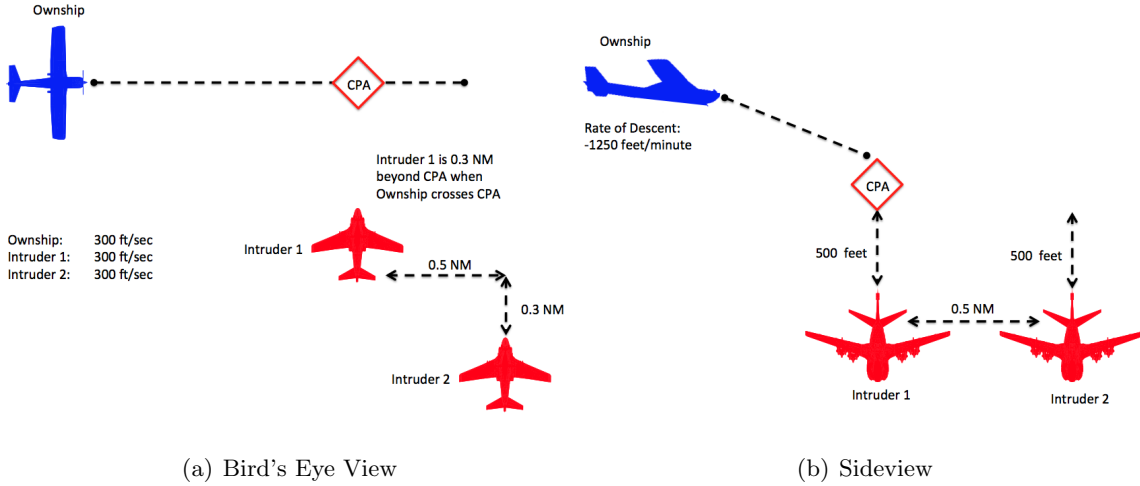 Ownship
CPA
Intruder 1 is 0.3 NM
beyond CPA when
Ownship crosses CPA
Ownship: 300 ft/sec
Intruder 1: 300 ft/sec
Intruder 2: 300 ft/sec
Intruder 1
0.5 NM
0.3 NM
Intruder 2
(a) Bird's Eye View
Ownship
Rate of Descent:
-1250 feet/minute
CPA
500 feet
500 feet
0.5 NM
Intruder 1
Intruder 2
(b) Sideview